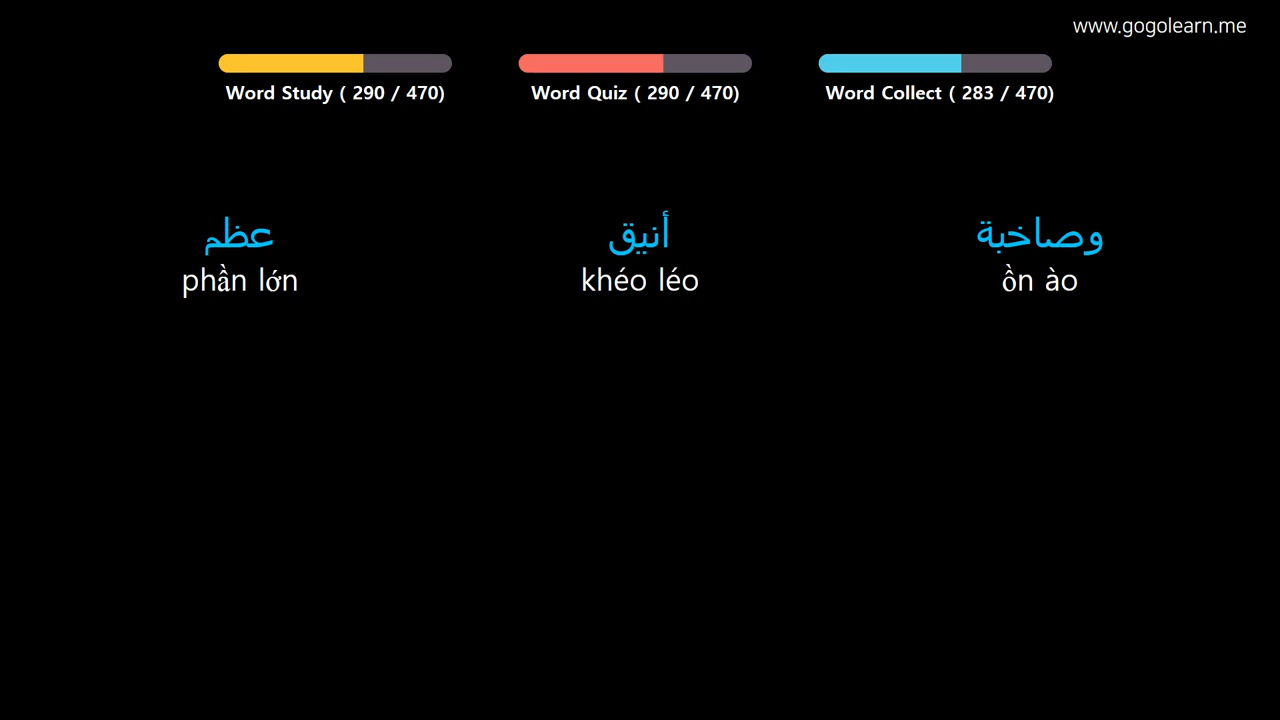 www.gogolearn.me
Word Study ( 290 / 470)
Word Quiz ( 290 / 470)
Word Collect ( 283 / 470)
عظم
phần lớn
أنيق
khéo léo
وصاخبة
ồn ào